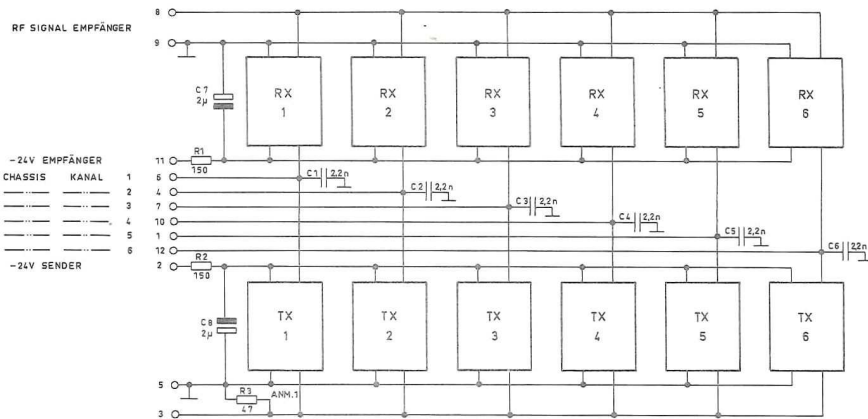 8
RF SIGNAL EMPFÄNGER
9
C7
2µ
RX
1
RX
2
RX
3
RX
4
RX
5
RX
6
-24V EMPFÄNGER
11
R1
150
CHASSIS KANAL 1 6
C1 2,2n
2 4
C2 2,2n
3 7
C3 2,2n
4 10
C4 2,2n
5 1
C5 2,2n
6 12
C6 2,2n
-24V SENDER
2
R2
150
C8
2µ
TX
1
TX
2
TX
3
TX
4
TX
5
TX
6
5
R3
47
ANM.1
3